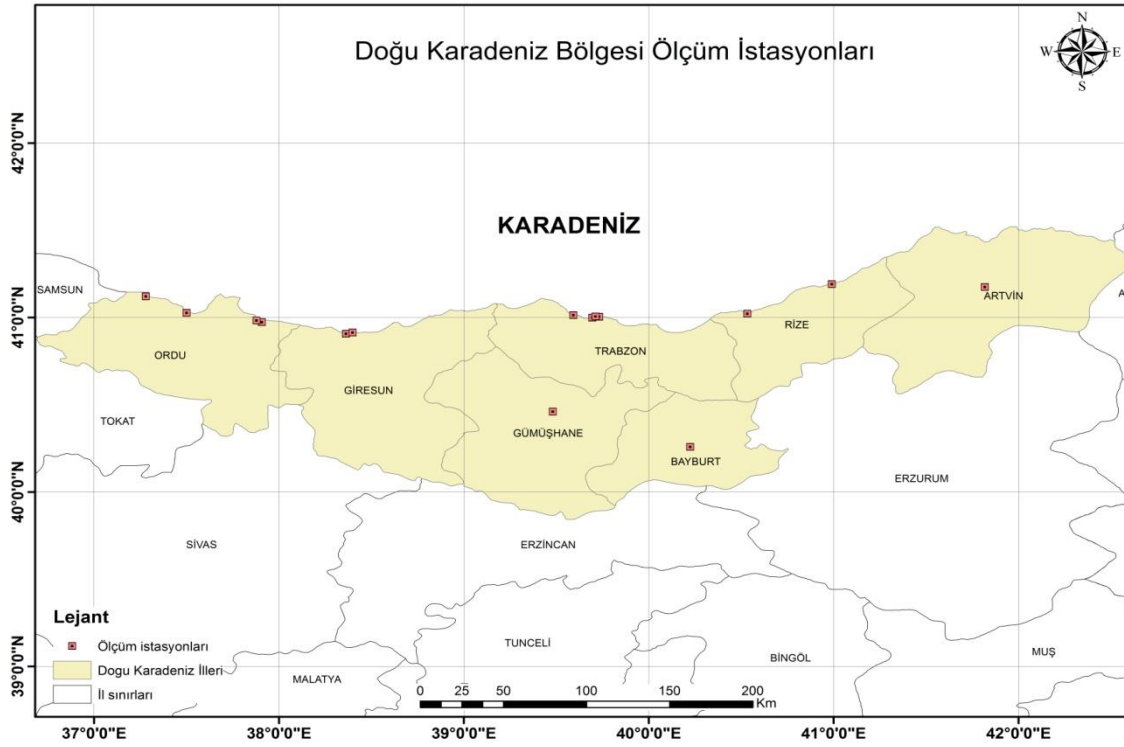 Doğu Karadeniz Bölgesi Ölçüm İstasyonları
N
W
E
S
42°0'0"N
41°0'0"N
40°0'0"N
39°0'0"N
KARADENİZ
SAMSUN
ORDU
GİRESUN
TRABZON
RİZE
ARTVİN
A
TOKAT
GÜMÜŞHANE
BAYBURT
ERZURUM
SİVAS
ERZİNCAN
TUNCELİ
BİNGÖL
MUŞ
MALATYA
Lejant
Ölçüm istasyonları
Dogu Karadeniz İlleri
İl sınırları
0 25 50 100 150 200
Km
37°0'0"E 38°0'0"E 39°0'0"E 40°0'0"E 41°0'0"E 42°0'0"E